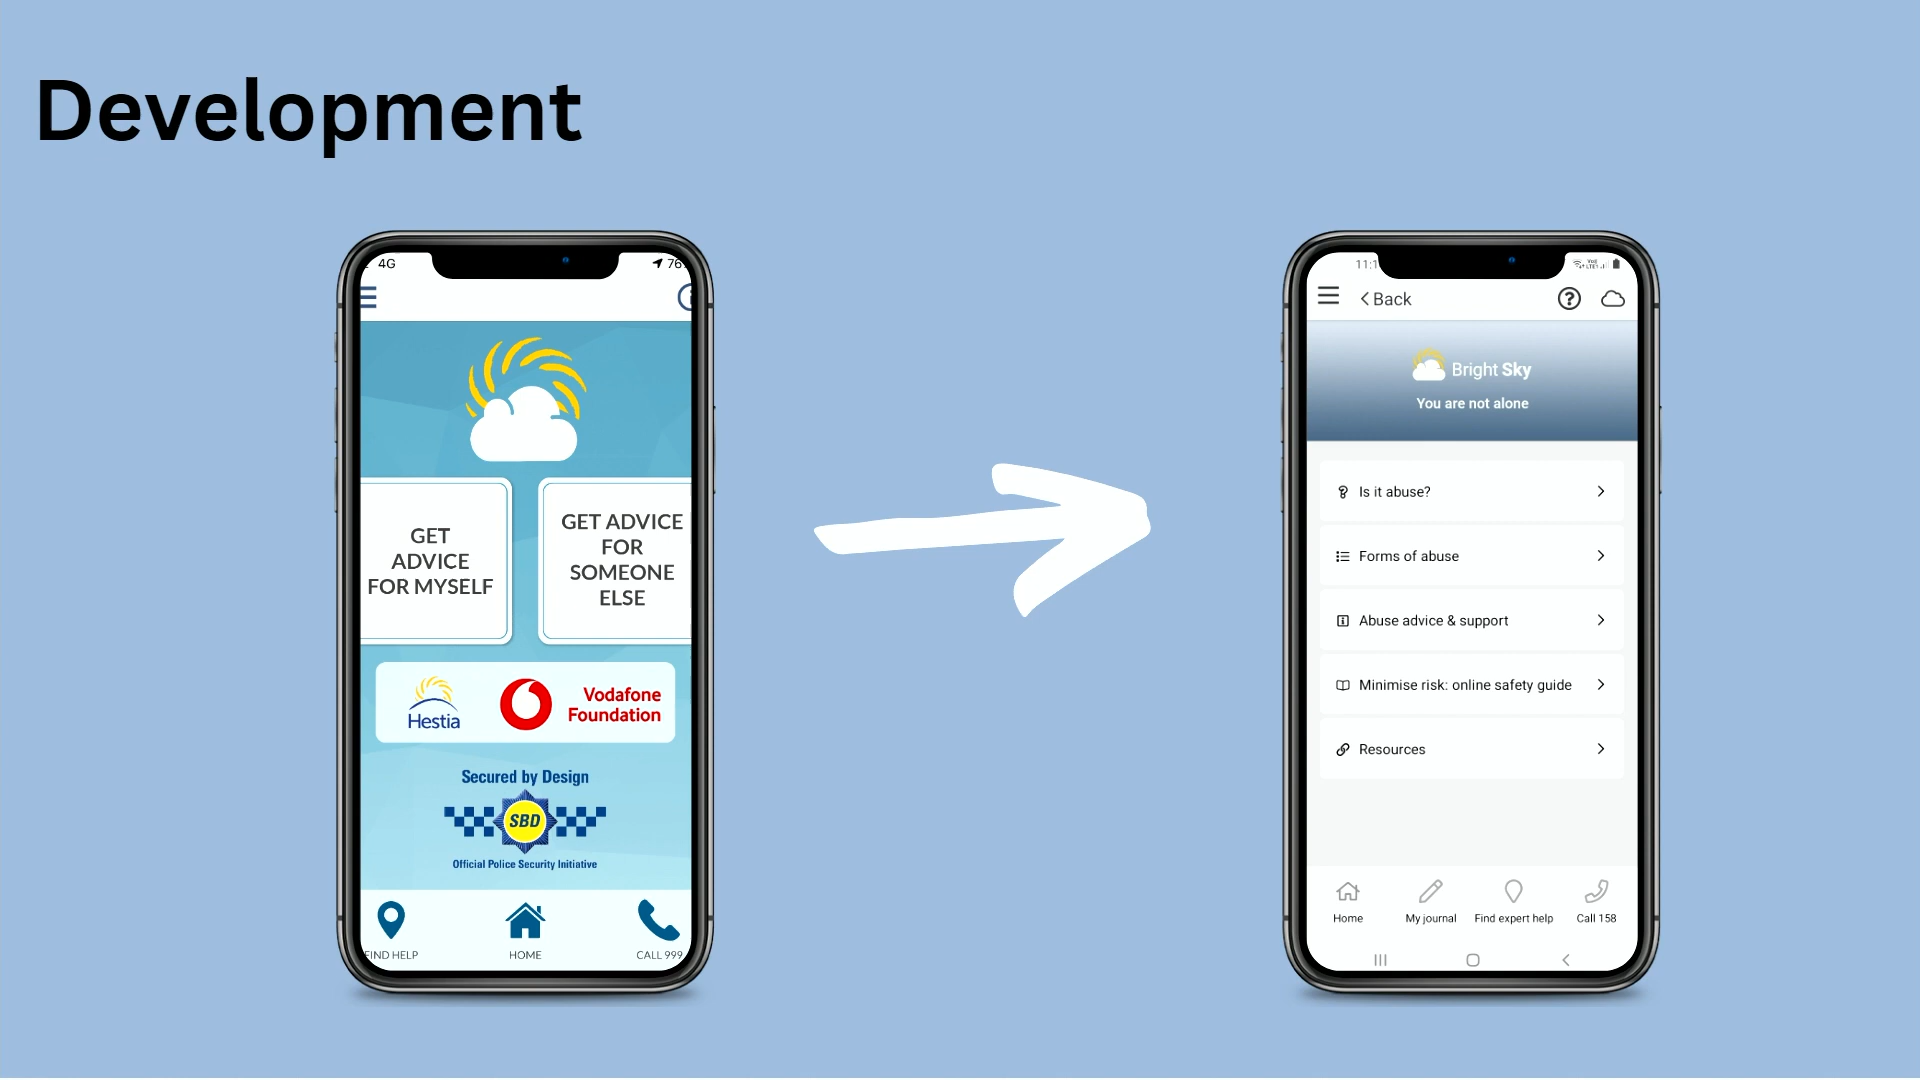 Development
4G
76
GET
ADVICE
FOR MYSELF
GET ADVICE
FOR
SOMEONE
ELSE
Hestia
Vodafone
Foundation
Secured by Design
SBD
Official Police Security Initiative
FIND HELP
HOME
CALL 999
11:1
Back
Bright Sky
You are not alone
Is it abuse?
Forms of abuse
Abuse advice & support
Minimise risk: online safety guide
Resources
Home
My journal
Find expert help
Call 158